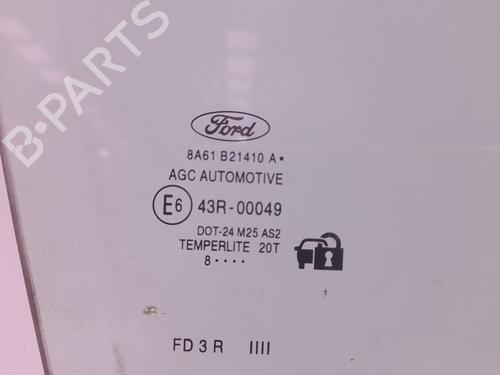 B-PARTS
Ford
8A61 B21410 A•
AGC AUTOMOTIVE
E6 43R-00049
DOT-24 M25 AS2
TEMPERLITE 20T
8••••
FD 3 R IIII